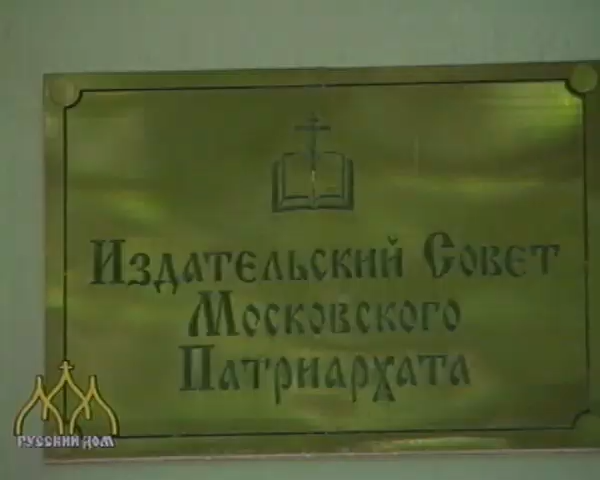 Издательский Совет
Московского
Патриархата
РУССКИЙ ДОМ